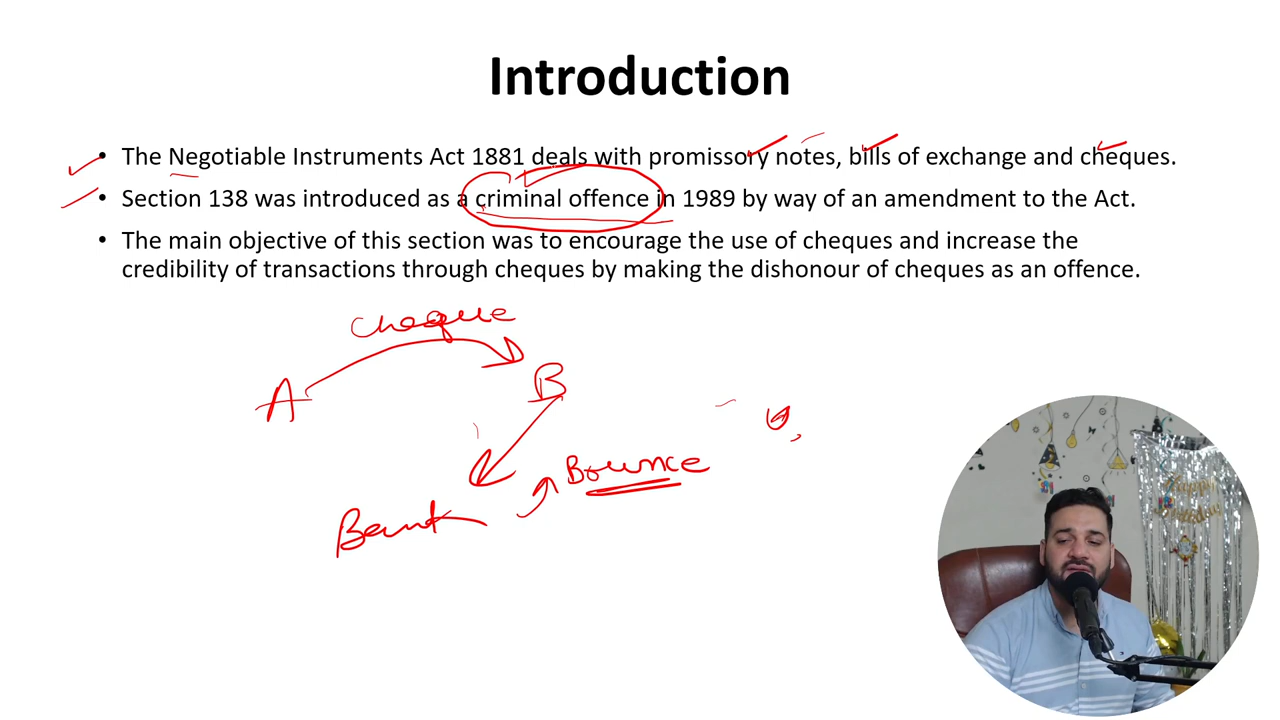 Introduction
• The Negotiable Instruments Act 1881 deals with promissory notes, bills of exchange and cheques.
• Section 138 was introduced as a criminal offence in 1989 by way of an amendment to the Act.
• The main objective of this section was to encourage the use of cheques and increase the
credibility of transactions through cheques by making the dishonour of cheques as an offence.
Cheque
A
B
Bounce
Bank
Happy
Birthday